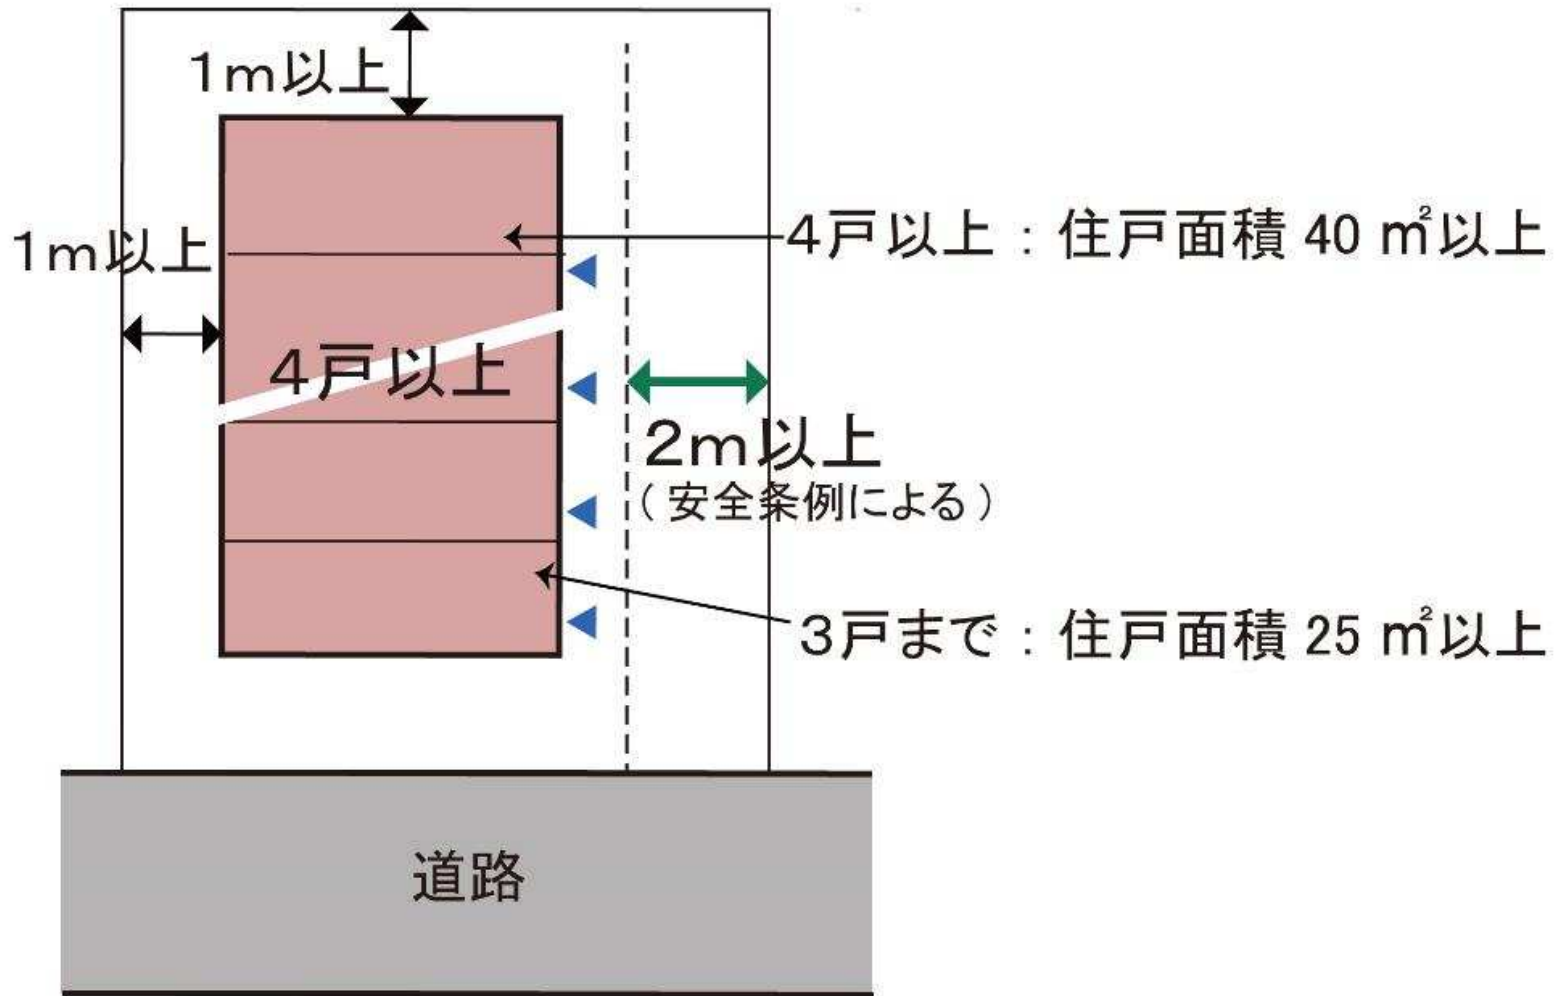 1m以上
4戸以上：住戸面積 40 ㎡以上
1m以上
4戸以上
2m以上
（安全条例による）
3戸まで：住戸面積 25 ㎡以上
道路